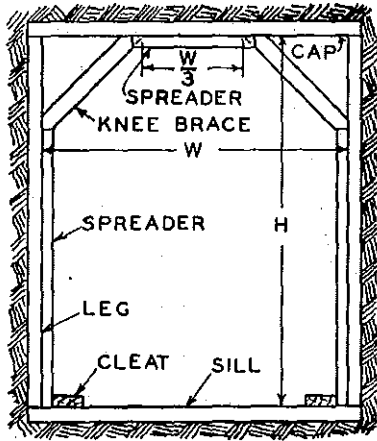 CAP
W
3
SPREADER
KNEE BRACE
W
SPREADER
H
LEG
CLEAT
SILL